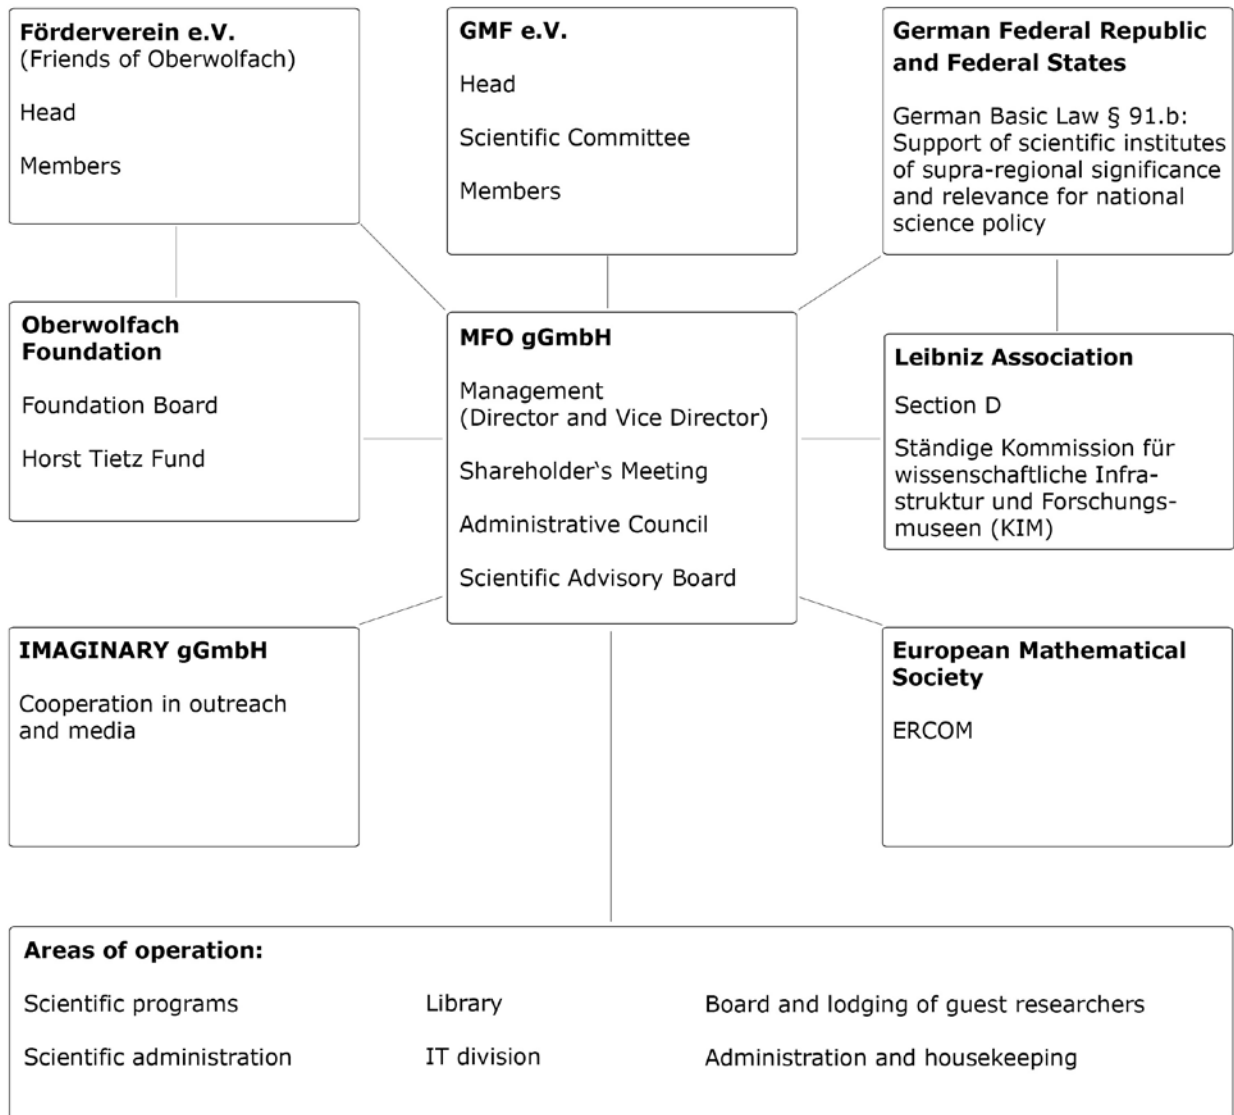 Förderverein e.V.
(Friends of Oberwolfach)
Head
Members
GMF e.V.
Head
Scientific Committee
Members
German Federal Republic
and Federal States
German Basic Law § 91.b:
Support of scientific institutes
of supra-regional significance
and relevance for national
science policy
Oberwolfach
Foundation
Foundation Board
Horst Tietz Fund
MFO gGmbH
Management
(Director and Vice Director)
Shareholder‘s Meeting
Administrative Council
Scientific Advisory Board
Leibniz Association
Section D
Ständige Kommission für
wissenschaftliche Infra-
struktur und Forschungs-
museen (KIM)
IMAGINARY gGmbH
Cooperation in outreach
and media
European Mathematical
Society
ERCOM
Areas of operation:
Scientific programs
Library
Board and lodging of guest researchers
Scientific administration
IT division
Administration and housekeeping